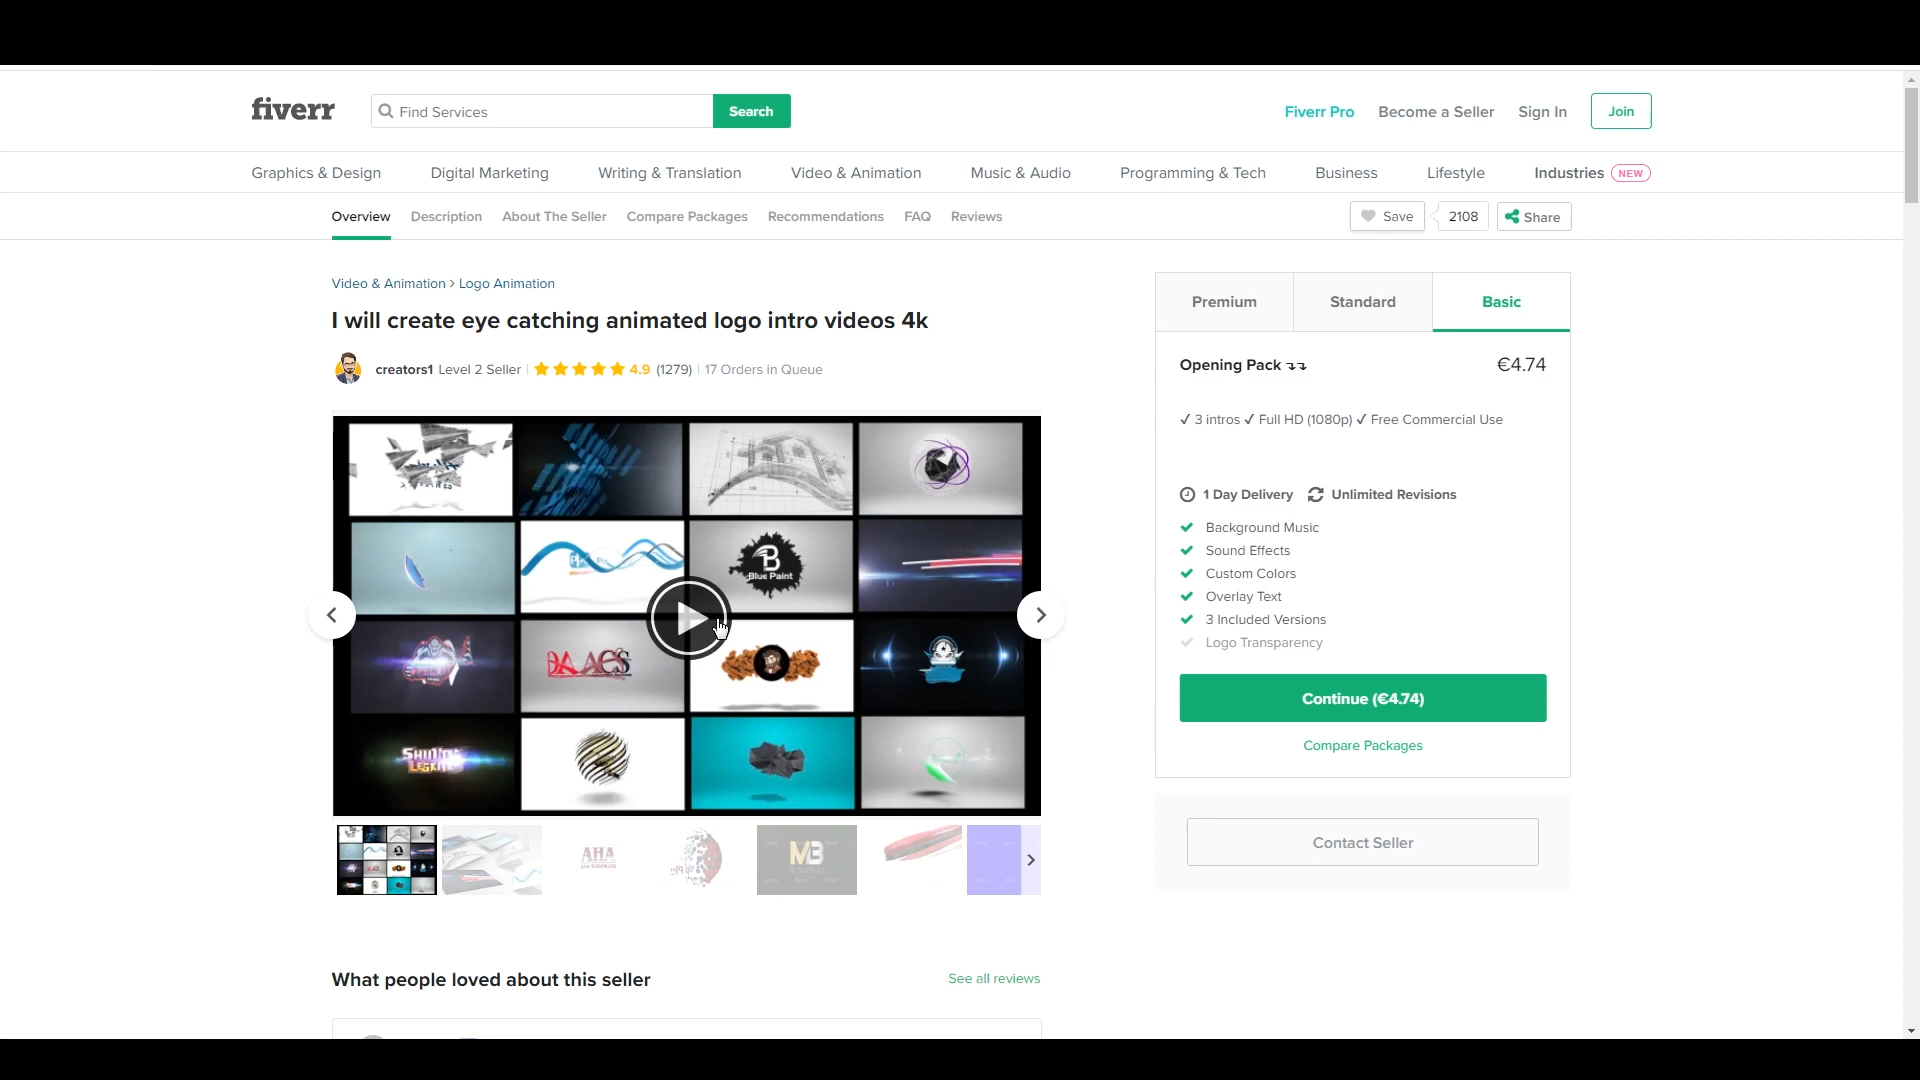 fiverr
Find Services
Search
Fiverr Pro
Become a Seller
Sign In
Join
Graphics & Design
Digital Marketing
Writing & Translation
Video & Animation
Music & Audio
Programming & Tech
Business
Lifestyle
Industries NEW
Overview
Description
About The Seller
Compare Packages
Recommendations
FAQ
Reviews
Save
2108
Share
Video & Animation > Logo Animation
I will create eye catching animated logo intro videos 4k
creators1 Level 2 Seller 4.9 (1279) 17 Orders in Queue
Blue Paint
AHA
M3
What people loved about this seller
See all reviews
Premium
Standard
Basic
Opening Pack ⮧⮧
€4.74
✓ 3 intros ✓ Full HD (1080p) ✓ Free Commercial Use
1 Day Delivery
Unlimited Revisions
Background Music
Sound Effects
Custom Colors
Overlay Text
3 Included Versions
Logo Transparency
Continue (€4.74)
Compare Packages
Contact Seller